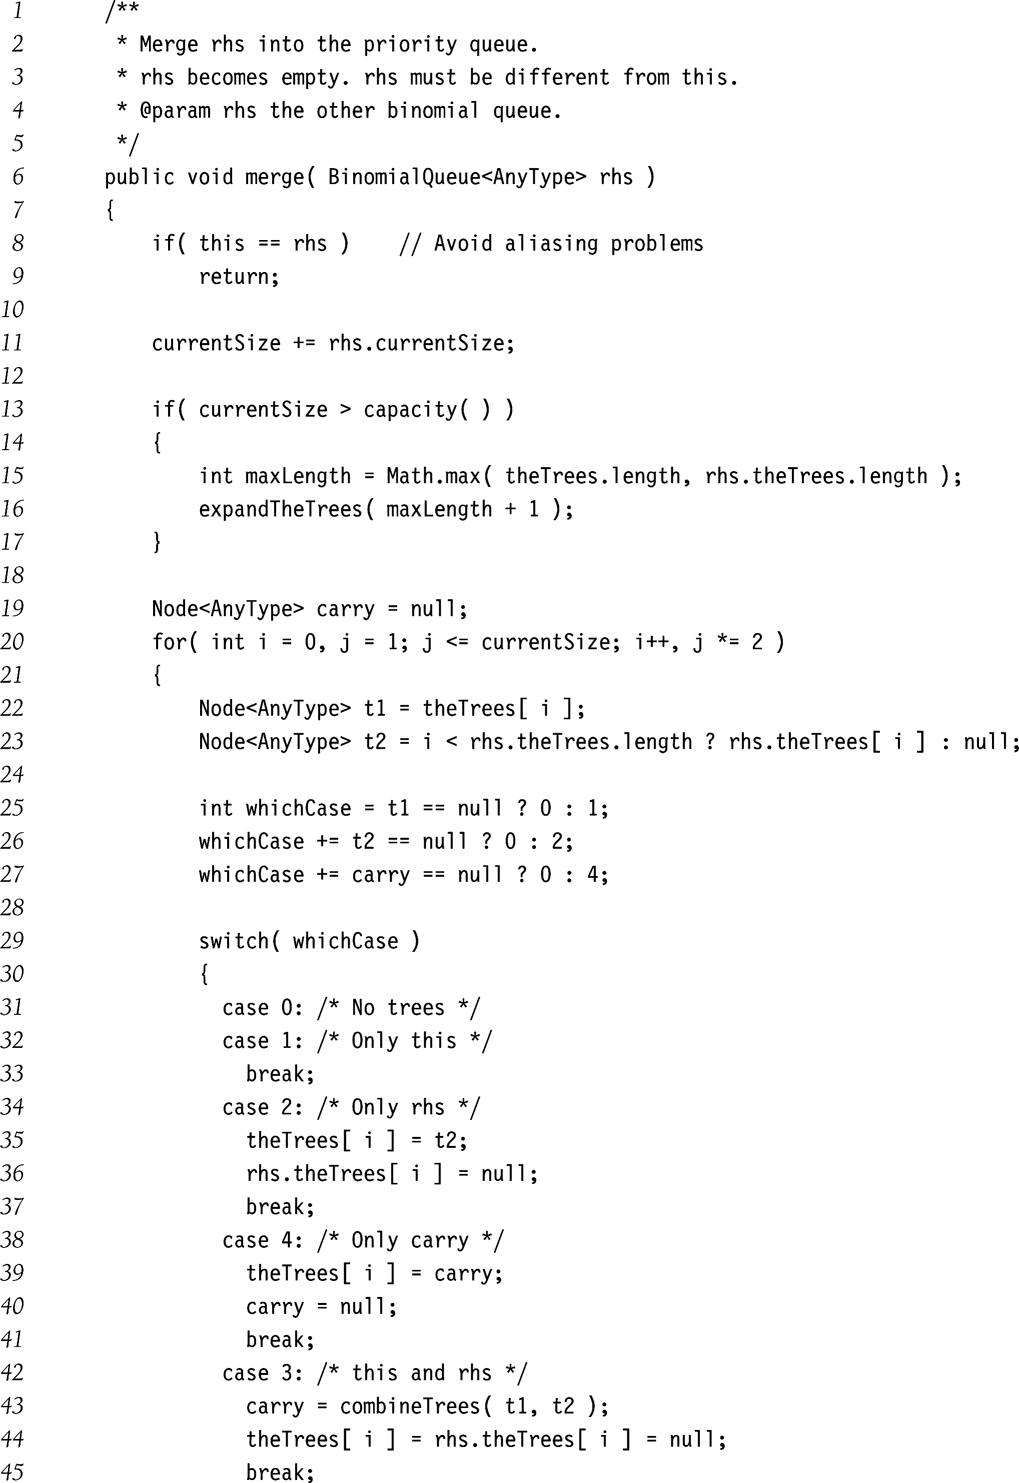 1 /**
2 * Merge rhs into the priority queue.
3 * rhs becomes empty. rhs must be different from this.
4 * @param rhs the other binomial queue.
5 */
6 public void merge( BinomialQueue<AnyType> rhs )
7 {
8 if( this == rhs ) // Avoid aliasing problems
9 return;
10
11 currentSize += rhs.currentSize;
12
13 if( currentSize > capacity( ) )
14 {
15 int maxLength = Math.max( theTrees.length, rhs.theTrees.length );
16 expandTheTrees( maxLength + 1 );
17 }
18
19 Node<AnyType> carry = null;
20 for( int i = 0, j = 1; j <= currentSize; i++, j *= 2 )
21 {
22 Node<AnyType> t1 = theTrees[ i ];
23 Node<AnyType> t2 = i < rhs.theTrees.length ? rhs.theTrees[ i ] : null;
24
25 int whichCase = t1 == null ? 0 : 1;
26 whichCase += t2 == null ? 0 : 2;
27 whichCase += carry == null ? 0 : 4;
28
29 switch( whichCase )
30 {
31 case 0: /* No trees */
32 case 1: /* Only this */
33 break;
34 case 2: /* Only rhs */
35 theTrees[ i ] = t2;
36 rhs.theTrees[ i ] = null;
37 break;
38 case 4: /* Only carry */
39 theTrees[ i ] = carry;
40 carry = null;
41 break;
42 case 3: /* this and rhs */
43 carry = combineTrees( t1, t2 );
44 theTrees[ i ] = rhs.theTrees[ i ] = null;
45 break;